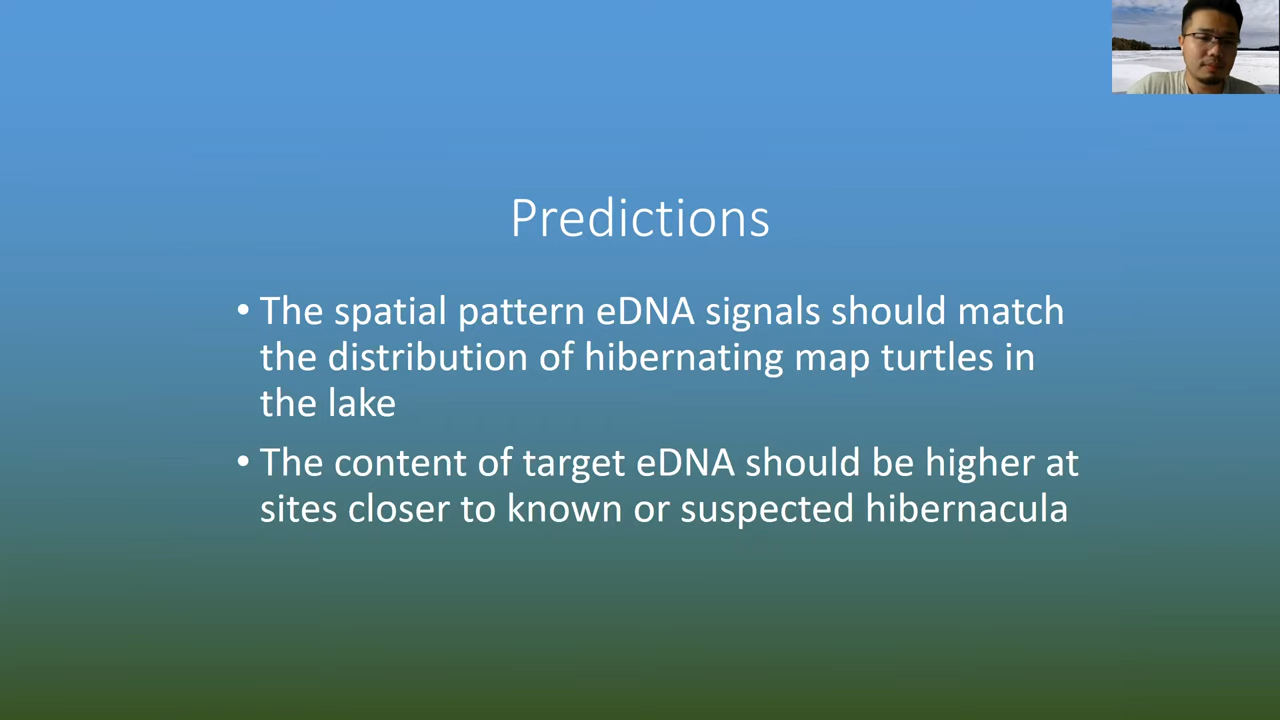 Predictions
• The spatial pattern eDNA signals should match
the distribution of hibernating map turtles in
the lake
• The content of target eDNA should be higher at
sites closer to known or suspected hibernacula